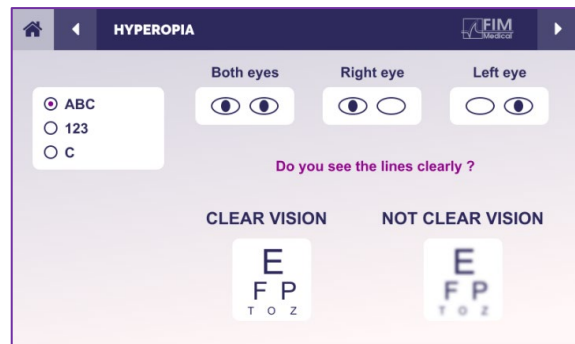 HYPEROPIA
FIM
Medical
Both eyes
Right eye
Left eye
ABC
123
C
Do you see the lines clearly ?
CLEAR VISION
NOT CLEAR VISION
E
F P
T O Z
E
F P
T O Z